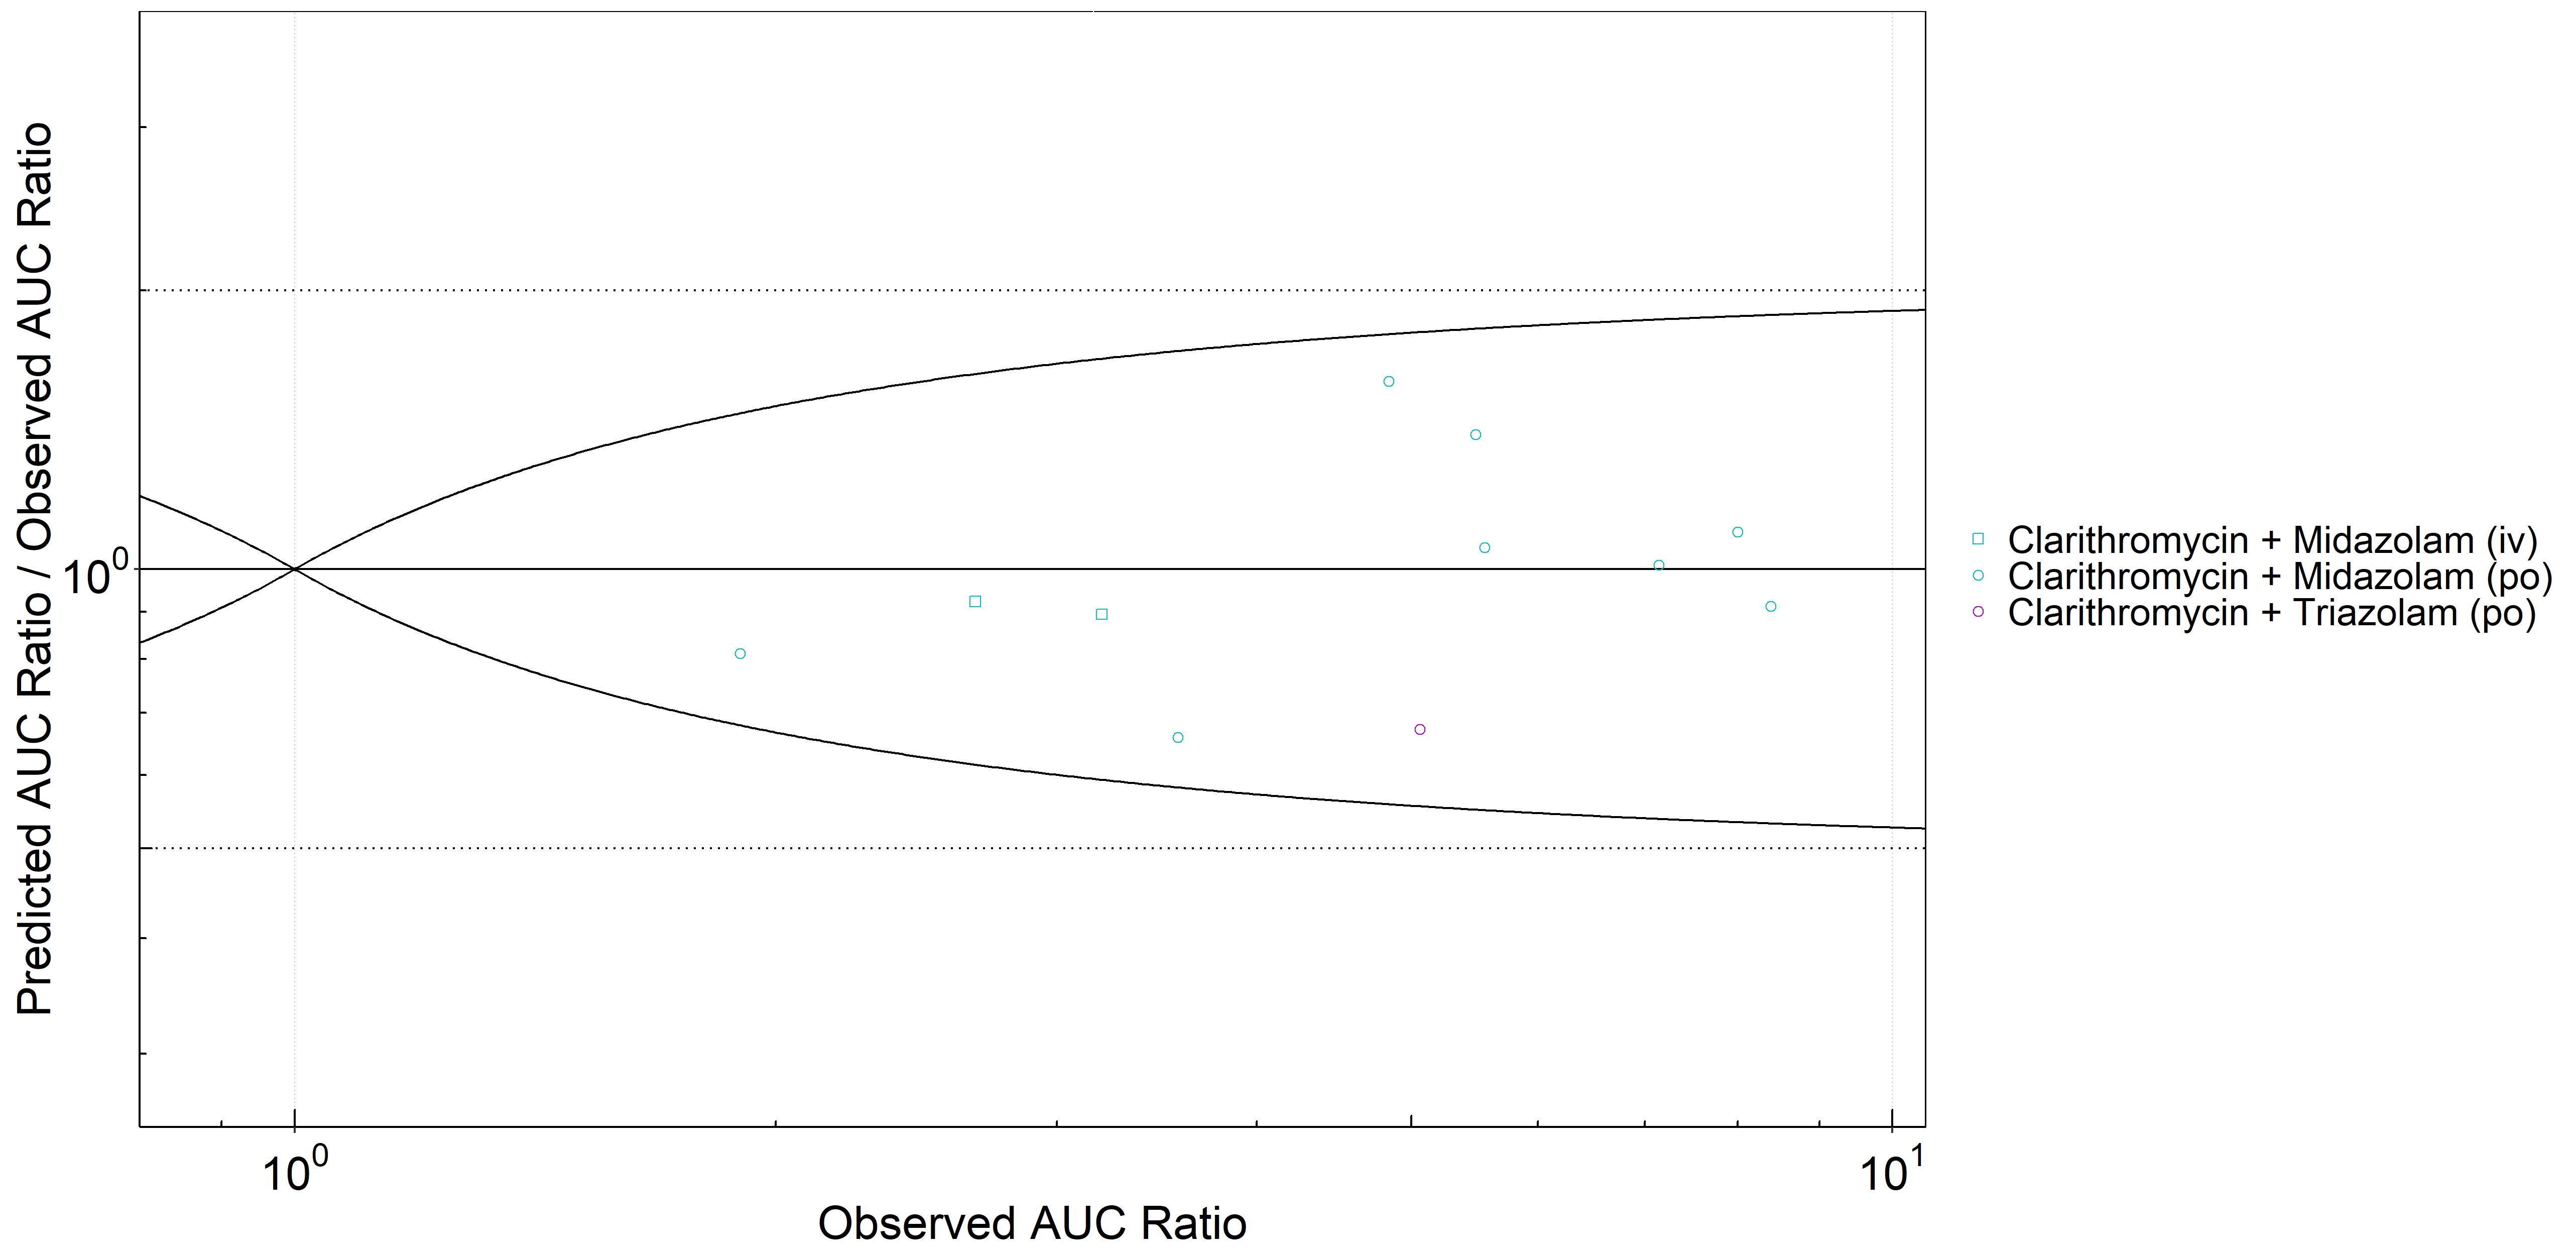 Predicted AUC Ratio / Observed AUC Ratio
10⁰
10⁰
10¹
Observed AUC Ratio
Clarithromycin + Midazolam (iv)
Clarithromycin + Midazolam (po)
Clarithromycin + Triazolam (po)